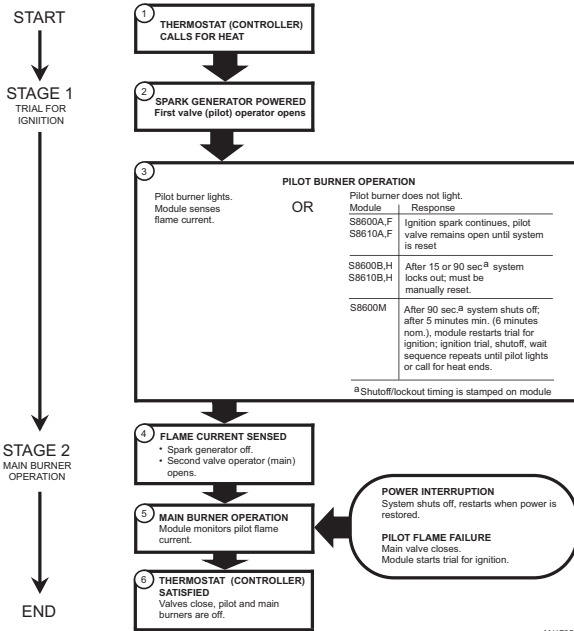 START
1
THERMOSTAT (CONTROLLER)
CALLS FOR HEAT
STAGE 1
TRIAL FOR
IGNIITION
2
SPARK GENERATOR POWERED
First valve (pilot) operator opens
3
PILOT BURNER OPERATION
Pilot burner lights.
Module senses
flame current.
OR
Pilot burner does not light.
Module Response
S8600A,F
S8610A,F
Ignition spark continues, pilot
valve remains open until system
is reset
S8600B,H
S8610B,H
After 15 or 90 sec a system
locks out; must be
manually reset.
S8600M
After 90 sec.a system shuts off;
after 5 minutes min. (6 minutes
nom.), module restarts trial for
ignition; ignition trial, shutoff, wait
sequence repeats until pilot lights
or call for heat ends.
a Shutoff/lockout timing is stamped on module
STAGE 2
MAIN BURNER
OPERATION
4
FLAME CURRENT SENSED
• Spark generator off.
• Second valve operator (main)
opens.
5
MAIN BURNER OPERATION
Module monitors pilot flame
current.
POWER INTERRUPTION
System shuts off, restarts when power is
restored.
PILOT FLAME FAILURE
Main valve closes.
Module starts trial for ignition.
6
THERMOSTAT (CONTROLLER)
SATISFIED
Valves close, pilot and main
burners are off.
END